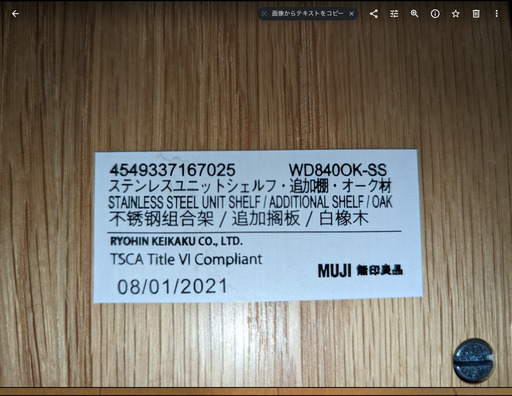 画像からテキストをコピー
4549337167025 WD840OK-SS
ステンレスユニットシェルフ・追加棚・オーク材
STAINLESS STEEL UNIT SHELF / ADDITIONAL SHELF / OAK
不锈钢组合架 / 追加搁板 / 白橡木
RYOHIN KEIKAKU CO., LTD.
TSCA Title VI Compliant
MUJI 無印良品
08/01/2021